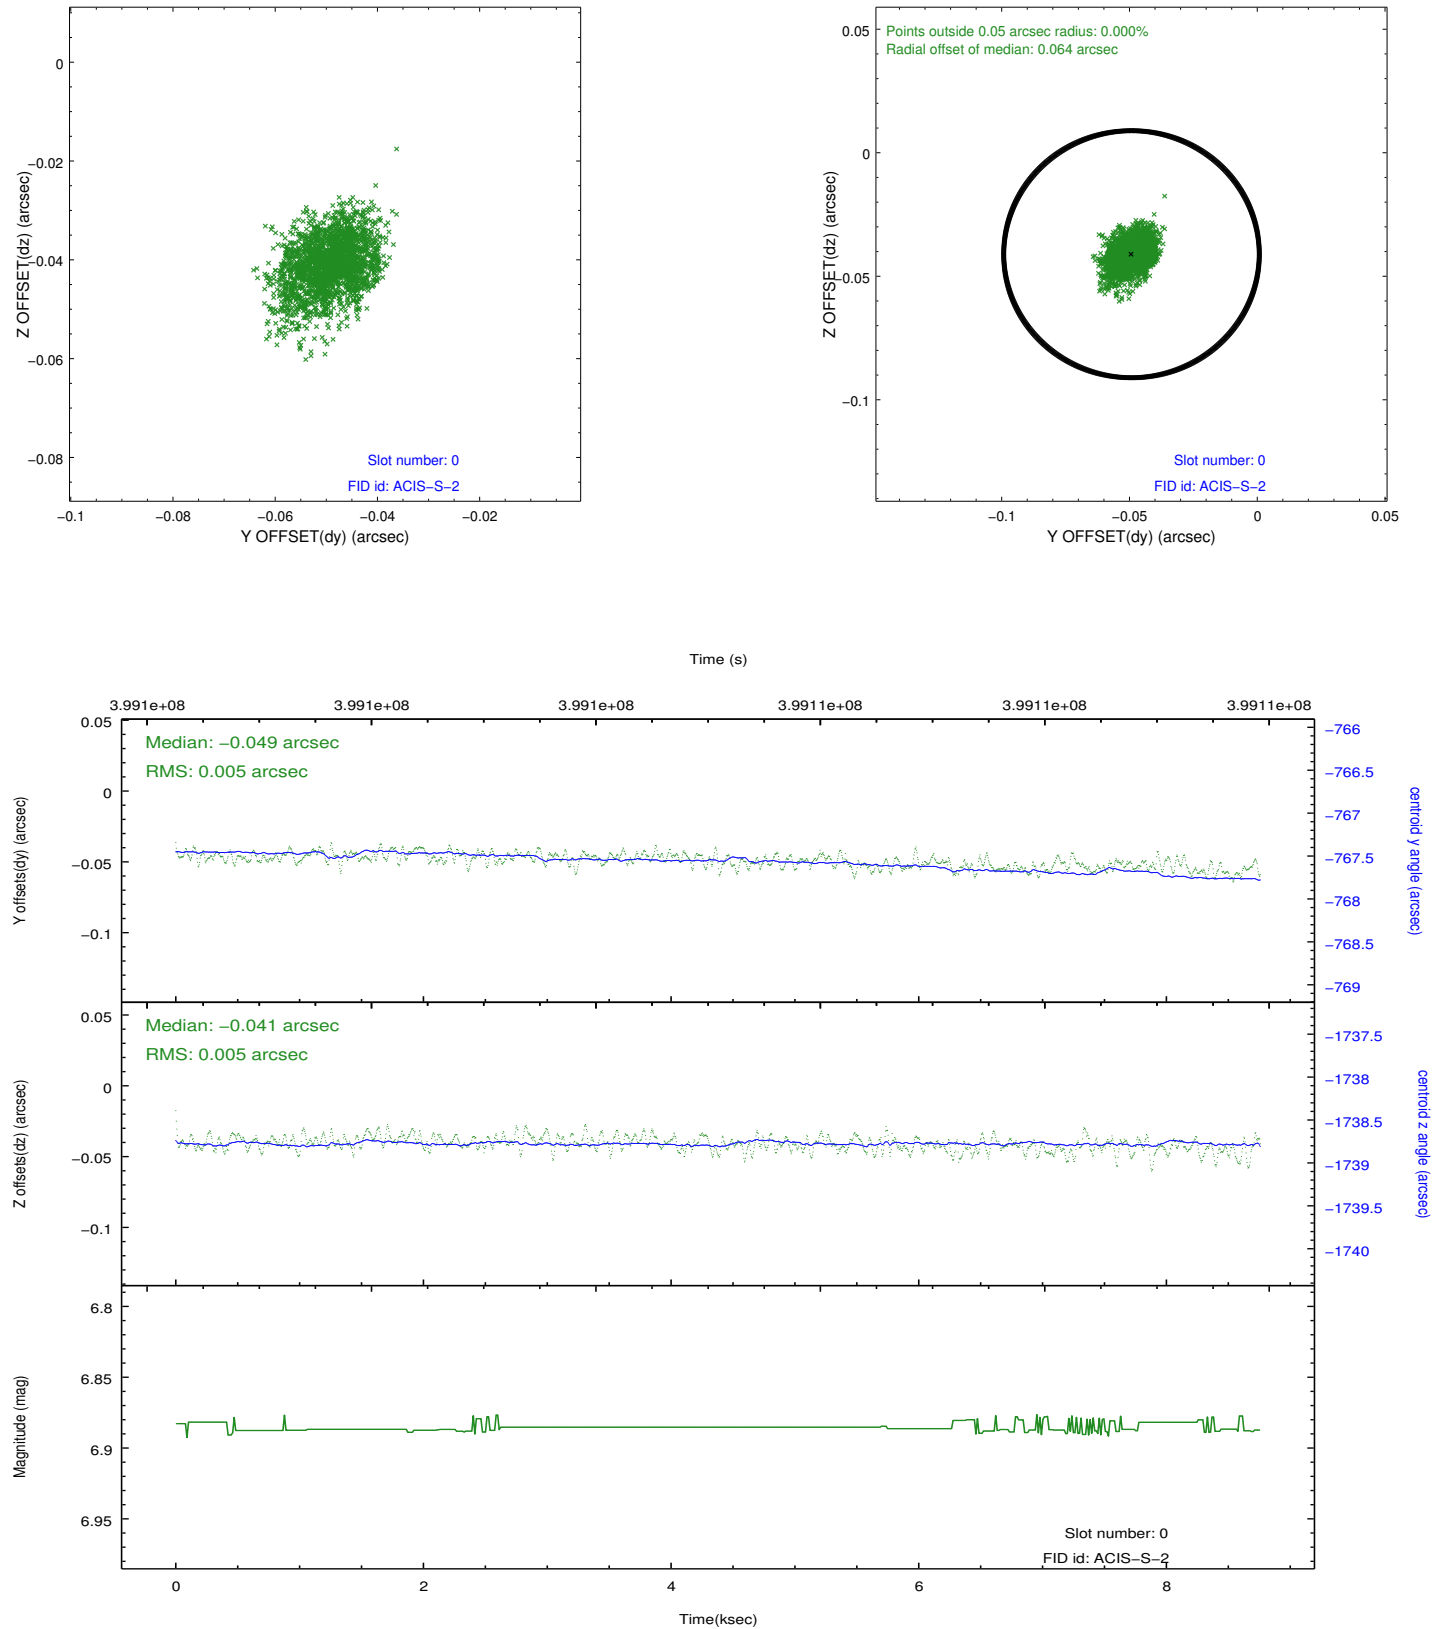 0
−0.02
−0.04
−0.06
−0.08
Z OFFSET(dz) (arcsec)
Slot number: 0
FID id: ACIS−S−2
−0.1
−0.08
−0.06
−0.04
−0.02
Y OFFSET(dy) (arcsec)
Points outside 0.05 arcsec radius: 0.000%
Radial offset of median: 0.064 arcsec
0.05
0
−0.05
−0.1
Z OFFSET(dz) (arcsec)
Slot number: 0
FID id: ACIS−S−2
−0.1
−0.05
0
0.05
Y OFFSET(dy) (arcsec)
Time (s)
3.991e+08
3.991e+08
3.991e+08
3.9911e+08
3.9911e+08
3.9911e+08
Median: −0.049 arcsec
RMS: 0.005 arcsec
0.05
0
−0.05
−0.1
Y offsets(dy) (arcsec)
−766
−766.5
−767
−767.5
−768
−768.5
−769
centroid y angle (arcsec)
Median: −0.041 arcsec
RMS: 0.005 arcsec
0.05
0
−0.05
−0.1
Z offsets(dz) (arcsec)
−1737.5
−1738
−1738.5
−1739
−1739.5
−1740
centroid z angle (arcsec)
6.8
6.85
6.9
6.95
Magnitude (mag)
Slot number: 0
FID id: ACIS−S−2
0
2
4
6
8
Time(ksec)